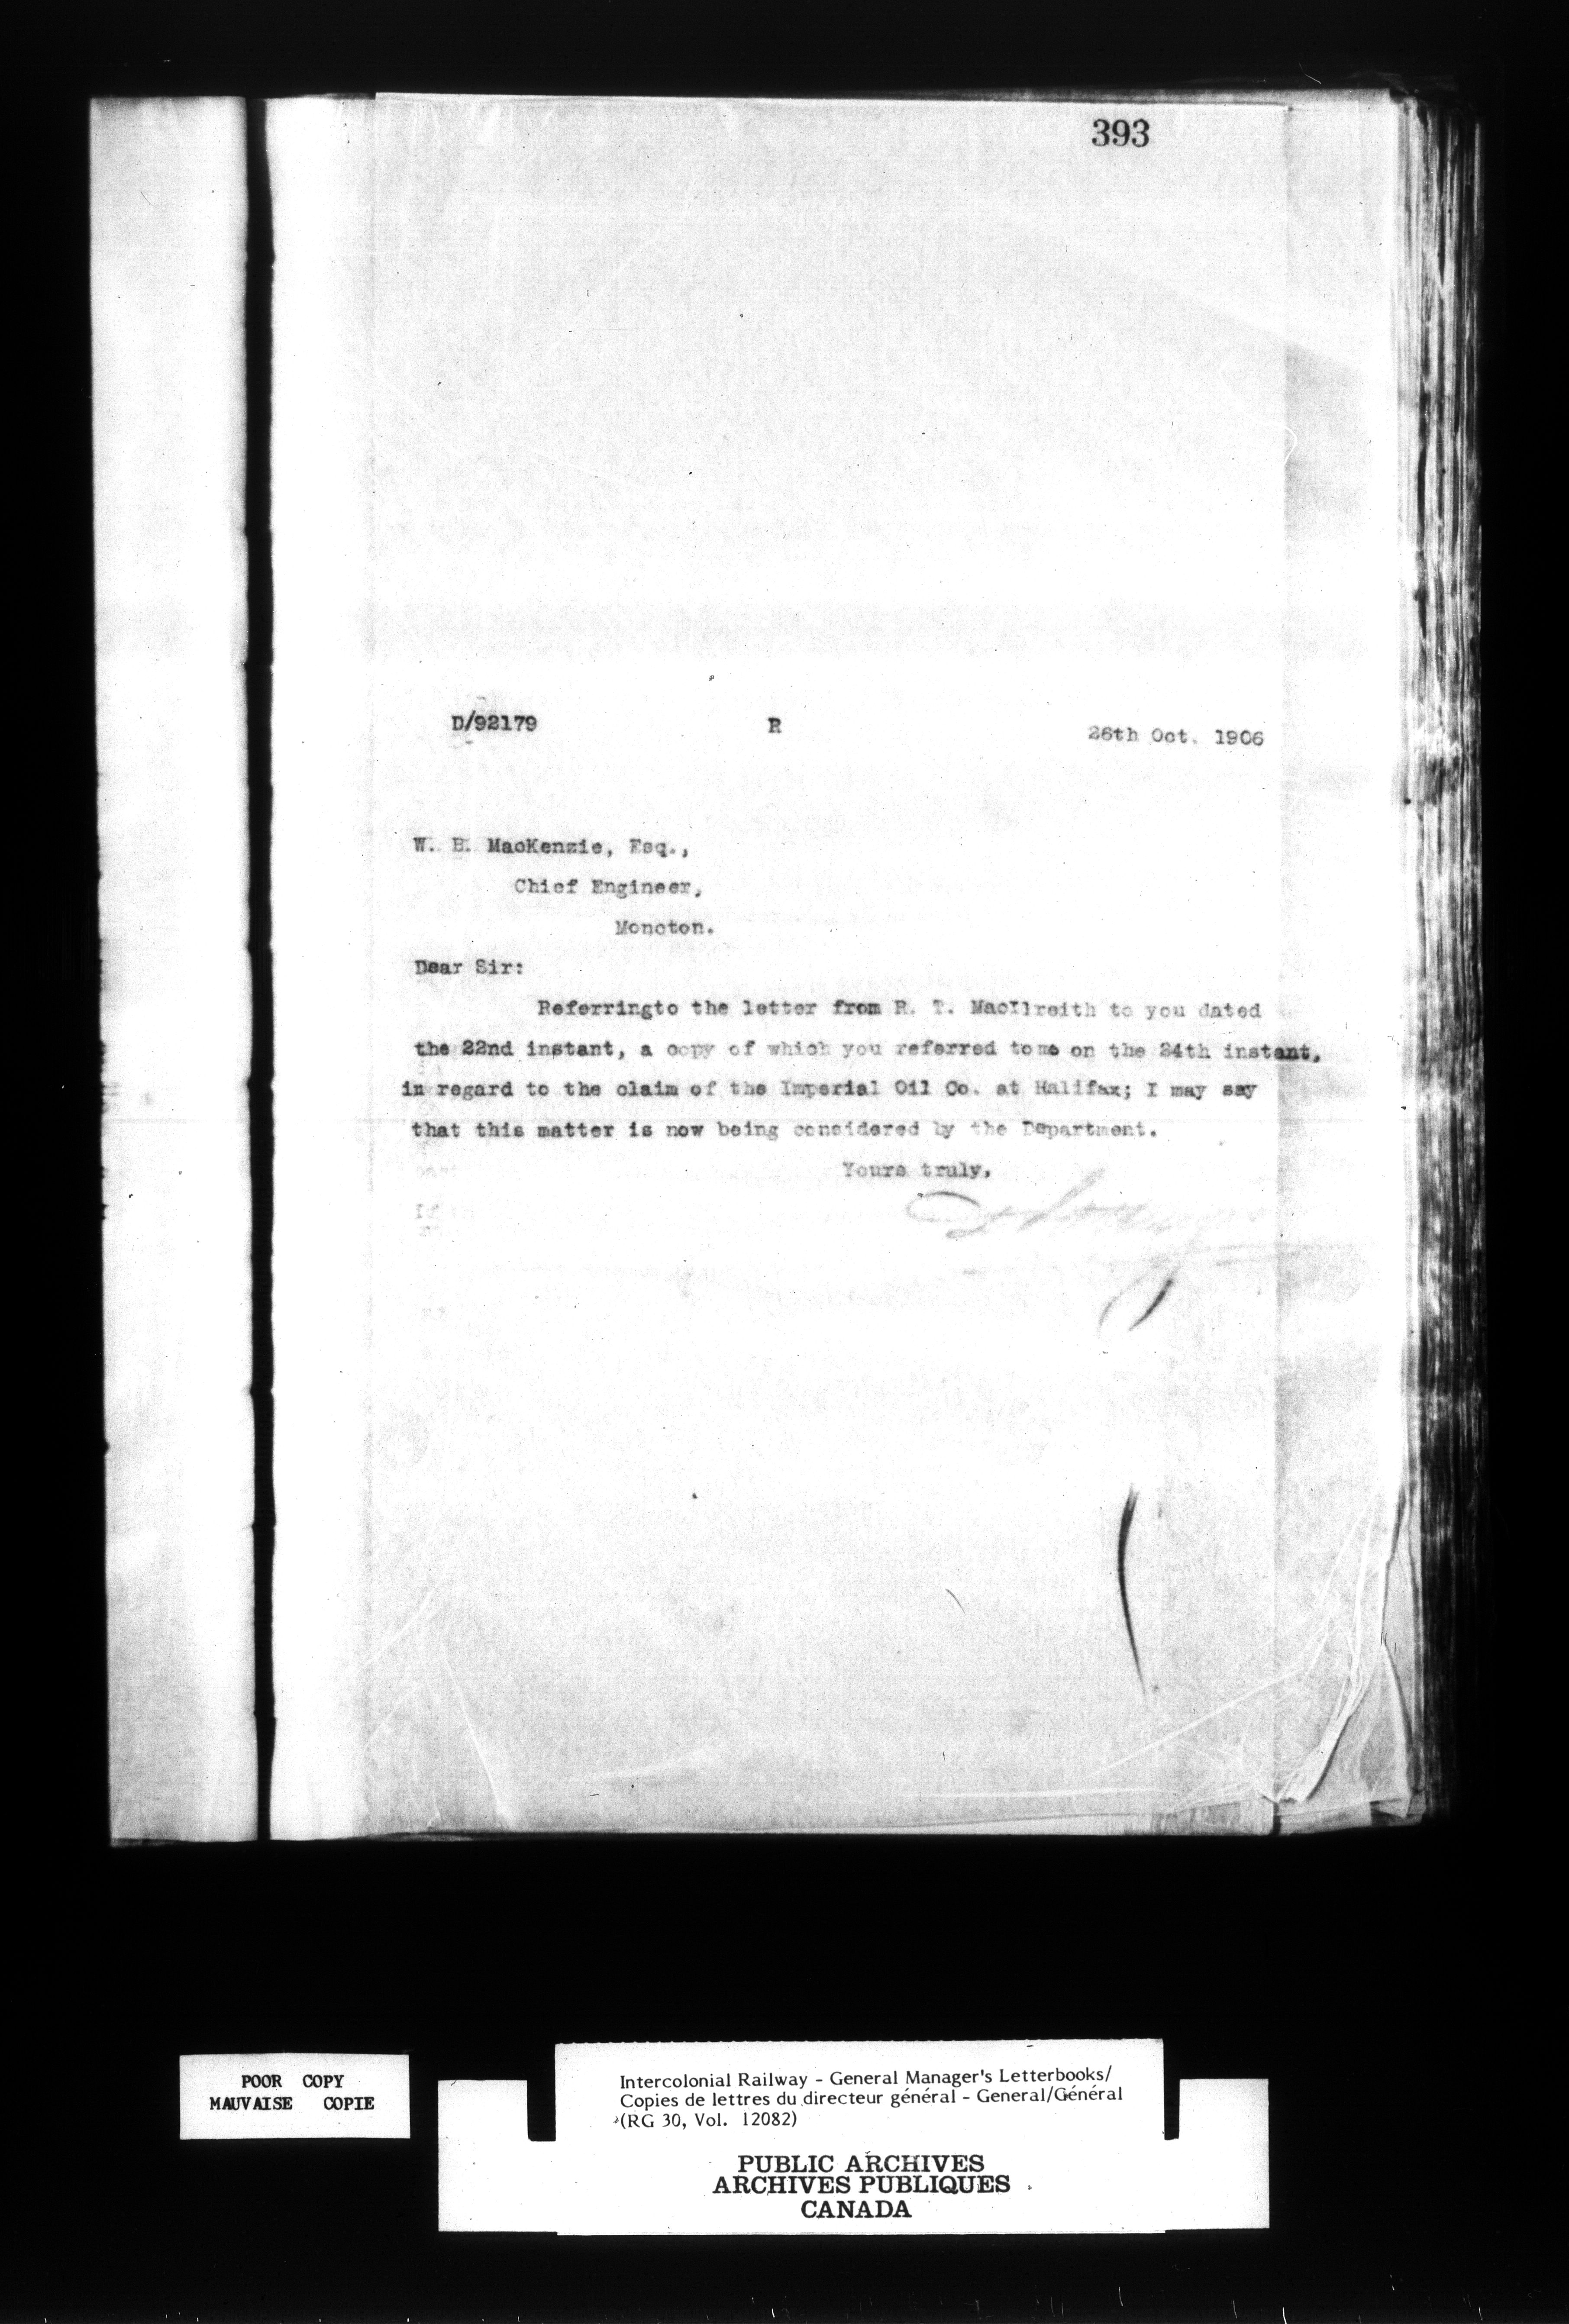 393
D/92179 R 26th Oct. 1906
W. B. MacKenzie, Esq.,
Chief Engineer,
Moncton.
Dear Sir:
Referringto the letter from R. T. MacIlreith to you dated
the 22nd instant, a copy of which you referred tome on the 24th instant,
in regard to the claim of the Imperial Oil Co. at Halifax; I may say
that this matter is now being considered by the Department.
Yours truly,
POOR COPY
MAUVAISE COPIE
Intercolonial Railway - General Manager's Letterbooks/
Copies de lettres du directeur général - General/Général
(RG 30, Vol. 12082)
PUBLIC ARCHIVES
ARCHIVES PUBLIQUES
CANADA